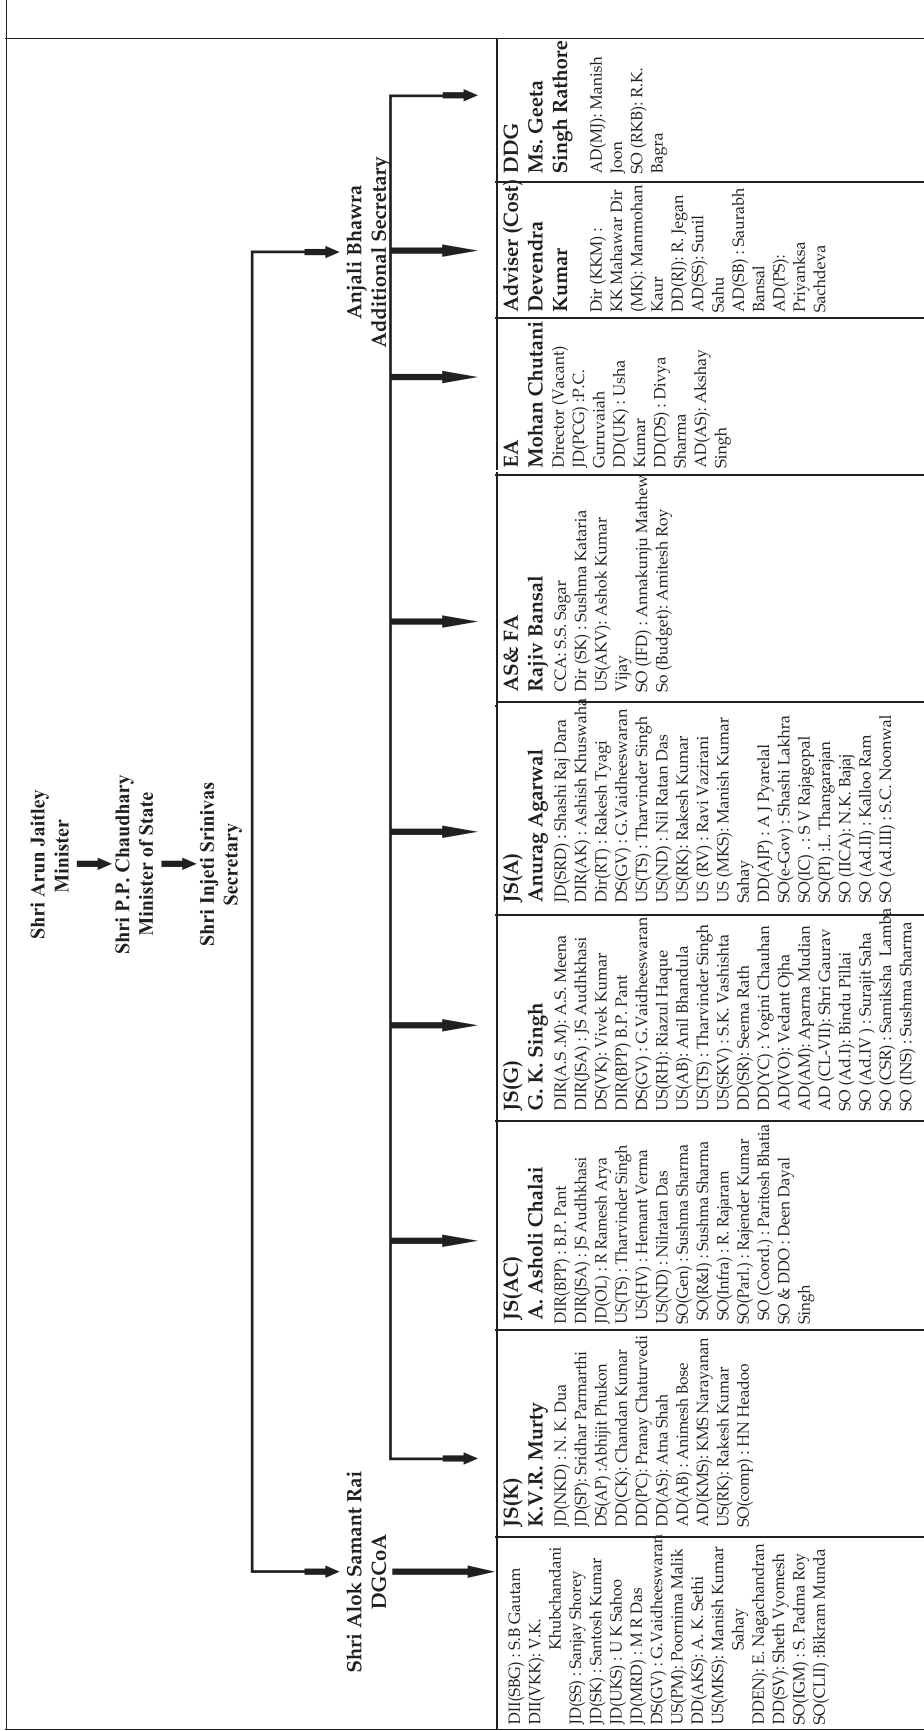 Shri Arun Jaitley
Minister
Shri P.P. Chaudhary
Minister of State
Shri Injeti Srinivas
Secretary
Shri Alok Samant Rai
DGCoA
Anjali Bhawra
Additional Secretary
DII(SBG) : S.B Gautam
DII(VKK): V.K.
Khubchandani
JD(SS) : Sanjay Shorey
JD(SK) : Santosh Kumar
JD(UKS) : U K Sahoo
JD(MRD) : M R Das
DS(GV) : G.Vaidheeswaran
US(PM): Poornima Malik
DD(AKS): A. K. Sethi
US(MKS): Manish Kumar
Sahay
DDEN): E. Nagachandran
DD(SV): Sheth Vyomesh
SO(IGM) : S. Padma Roy
SO(CLII) :Bikram Munda
JS(K)
K.V.R. Murty
JD(NKD) : N. K. Dua
JD(SP): Sridhar Parmarthi
DS(AP) :Abhijit Phukon
DD(CK): Chandan Kumar
DD(PC): Pranay Chaturvedi
DD(AS): Atna Shah
AD(AB) : Animesh Bose
AD(KMS): KMS Narayanan
US(RK): Rakesh Kumar
SO(comp) : HN Headoo
JS(AC)
A. Asholi Chalai
DIR(BPP) : B.P. Pant
DIR(JSA) : JS Audhkhasi
JD(OL) : R Ramesh Arya
US(TS) : Tharvinder Singh
US(HV) : Hemant Verma
US(ND) : Nilratan Das
SO(Gen) : Sushma Sharma
SO(R&I) : Sushma Sharma
SO(Infra) : R. Rajaram
SO(Parl.) : Rajender Kumar
SO (Coord.) : Paritosh Bhatia
SO & DDO : Deen Dayal
Singh
JS(G)
G. K. Singh
DIR(A.S .M): A.S. Meena
DIR(JSA) : JS Audhkhasi
DS(VK): Vivek Kumar
DIR(BPP) B.P. Pant
DS(GV) : G.Vaidheeswaran
US(RH): Riazul Haque
US(AB): Anil Bhandula
US(TS) : Tharvinder Singh
US(SKV) : S.K. Vashishta
DD(SR): Seema Rath
DD(YC) : Yogini Chauhan
AD(VO): Vedant Ojha
AD(AM): Aparna Mudian
AD (CL-VII): Shri Gaurav
SO (Ad.I): Bindu Pillai
SO (Ad.IV ) : Surajit Saha
SO (CSR) : Samiksha Lamba
SO (INS) : Sushma Sharma
JS(A)
Anurag Agarwal
JD(SRD) : Shashi Raj Dara
DIR(AK) : Ashish Khuswaha
Dir(RT) : Rakesh Tyagi
DS(GV) : G.Vaidheeswaran
US(TS) : Tharvinder Singh
US(ND) : Nil Ratan Das
US(RK): Rakesh Kumar
US (RV) : Ravi Vazirani
US (MKS): Manish Kumar
Sahay
DD(AJP) : A J Pyarelal
SO(e-Gov) : Shashi Lakhra
SO(IC) : : S V Rajagopal
SO(PI) :L. Thangarajan
SO (IICA): N.K. Bajaj
SO (Ad.II) : Kalloo Ram
SO (Ad.III) : S.C. Noonwal
AS& FA
Rajiv Bansal
CCA: S.S. Sagar
Dir (SK) : Sushma Kataria
US(AKV): Ashok Kumar
Vijay
SO (IFD) : Annakunju Mathew
So (Budget): Amitesh Roy
EA
Mohan Chutani
Director (Vacant)
JD(PCG) :P.C.
Guruvaiah
DD(UK) : Usha
Kumar
DD(DS) : Divya
Sharma
AD(AS): Akshay
Singh
Adviser (Cost)
Devendra
Kumar
Dir (KKM) :
KK Mahawar Dir
(MK): Manmohan
Kaur
DD(RJ): R. Jegan
AD(SS): Sunil
Sahu
AD(SB) : Saurabh
Bansal
AD(PS):
Priyanksa
Sachdeva
DDG
Ms. Geeta
Singh Rathore
AD(MJ): Manish
Joon
SO (RKB): R.K.
Bagra